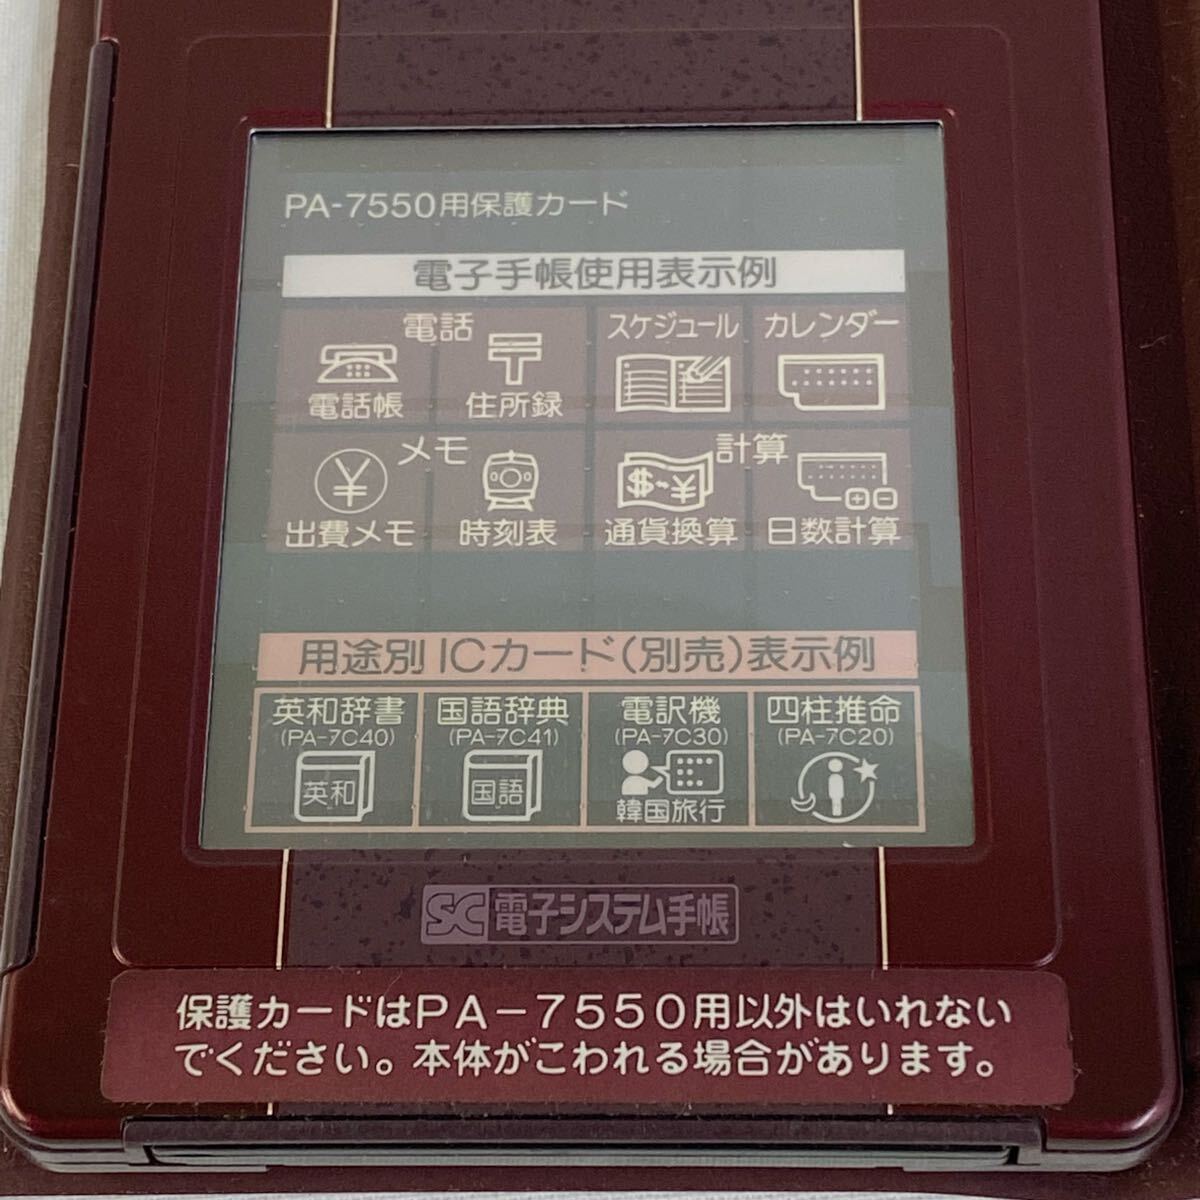 PA-7550用保護カード
電子手帳使用表示例
電話
スケジュール
カレンダー
〒
電話帳
住所録
メモ
計算
¥
$~¥
出費メモ
時刻表
通貨換算
日数計算
用途別ICカード(別売)表示例
英和辞書
国語辞典
電訳機
四柱推命
(PA-7C40)
(PA-7C41)
(PA-7C30)
(PA-7C20)
英和
国語
韓国旅行
SC電子システム手帳
保護カードはPA-7550用以外はいれない
でください。本体がこわれる場合があります。